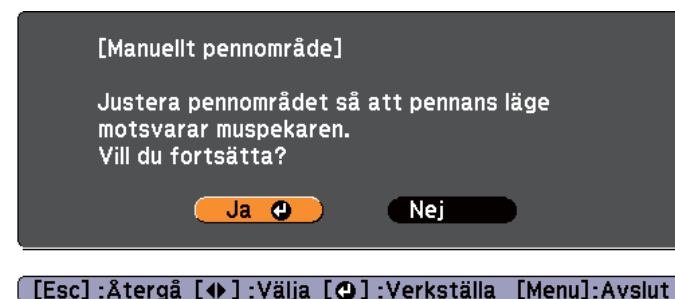 [Manuellt pennområde]
Justera pennområdet så att pennans läge
motsvarar muspekaren.
Vill du fortsätta?
Ja Nej
[Esc] :Återgå [◆] :Välja [↵] :Verkställa [Menu]:Avslut